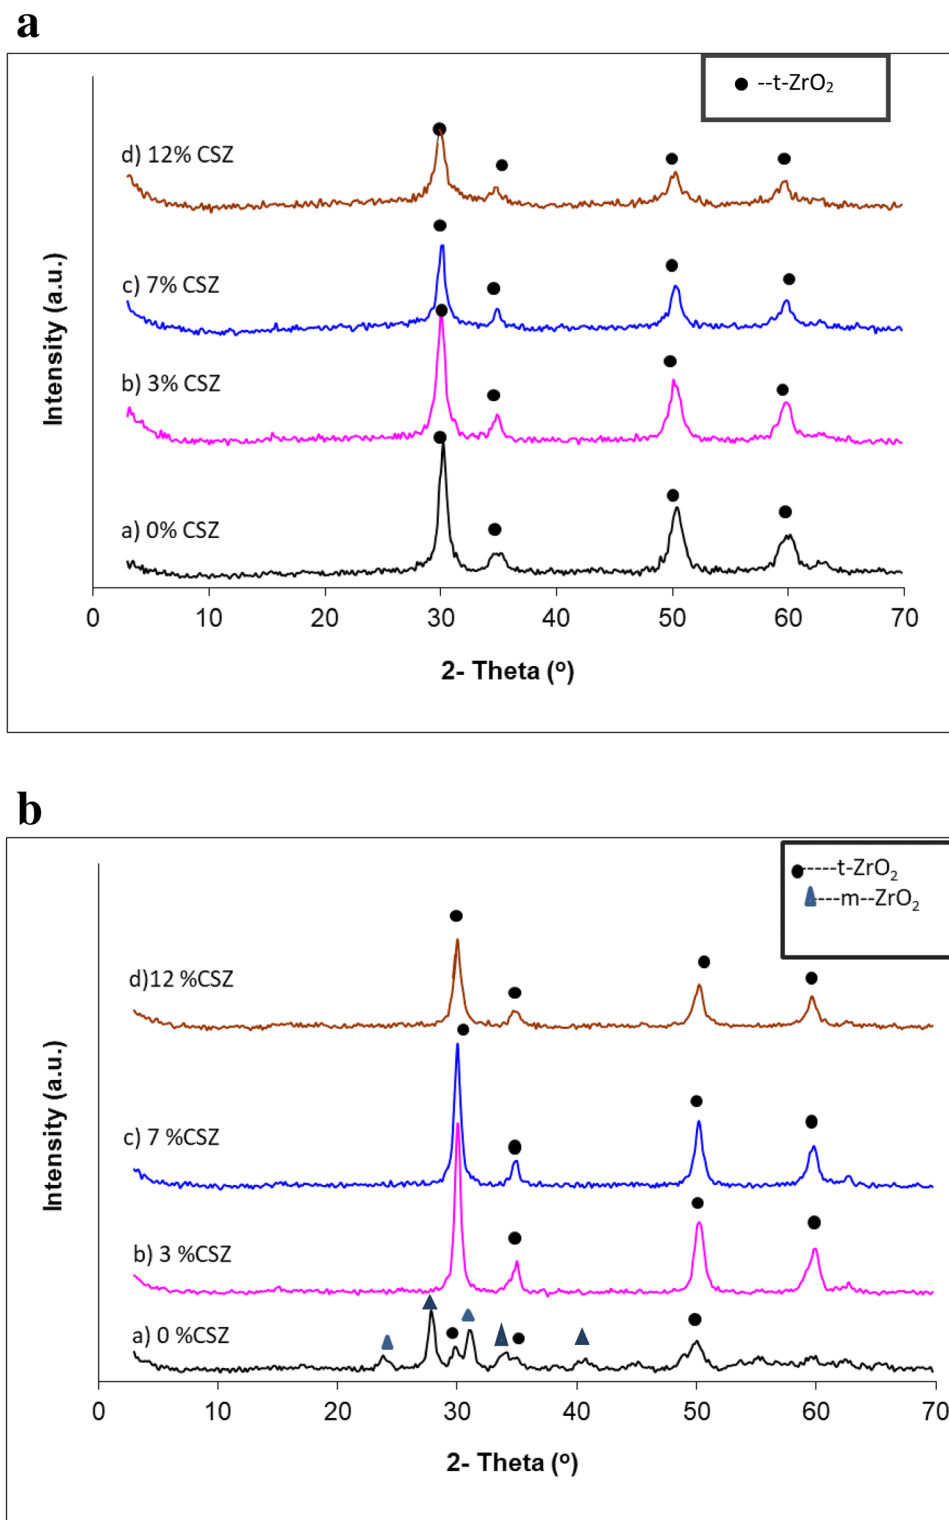 a
● --t-ZrO₂
d) 12% CSZ
c) 7% CSZ
b) 3% CSZ
a) 0% CSZ
Intensity (a.u.)
0 10 20 30 40 50 60 70
2- Theta (º)
b
●-----t-ZrO₂
▲----m--ZrO₂
d)12 %CSZ
c) 7 %CSZ
b) 3 %CSZ
a) 0 %CSZ
Intensity (a.u.)
0 10 20 30 40 50 60 70
2- Theta (º)